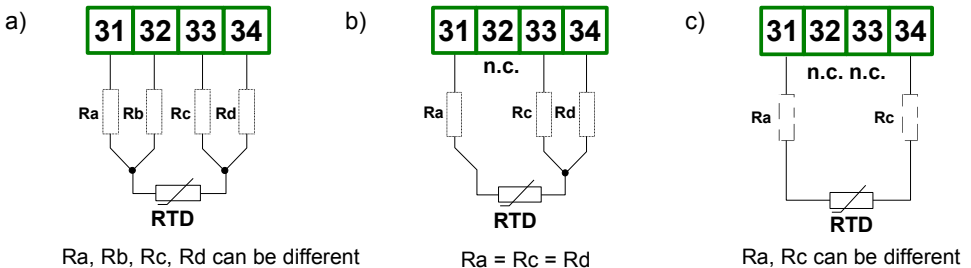 a)
31 32 33 34
Ra Rb Rc Rd
RTD
Ra, Rb, Rc, Rd can be different
b)
31 32 33 34
n.c.
Ra Rc Rd
RTD
Ra = Rc = Rd
c)
31 32 33 34
n.c. n.c.
Ra Rc
RTD
Ra, Rc can be different